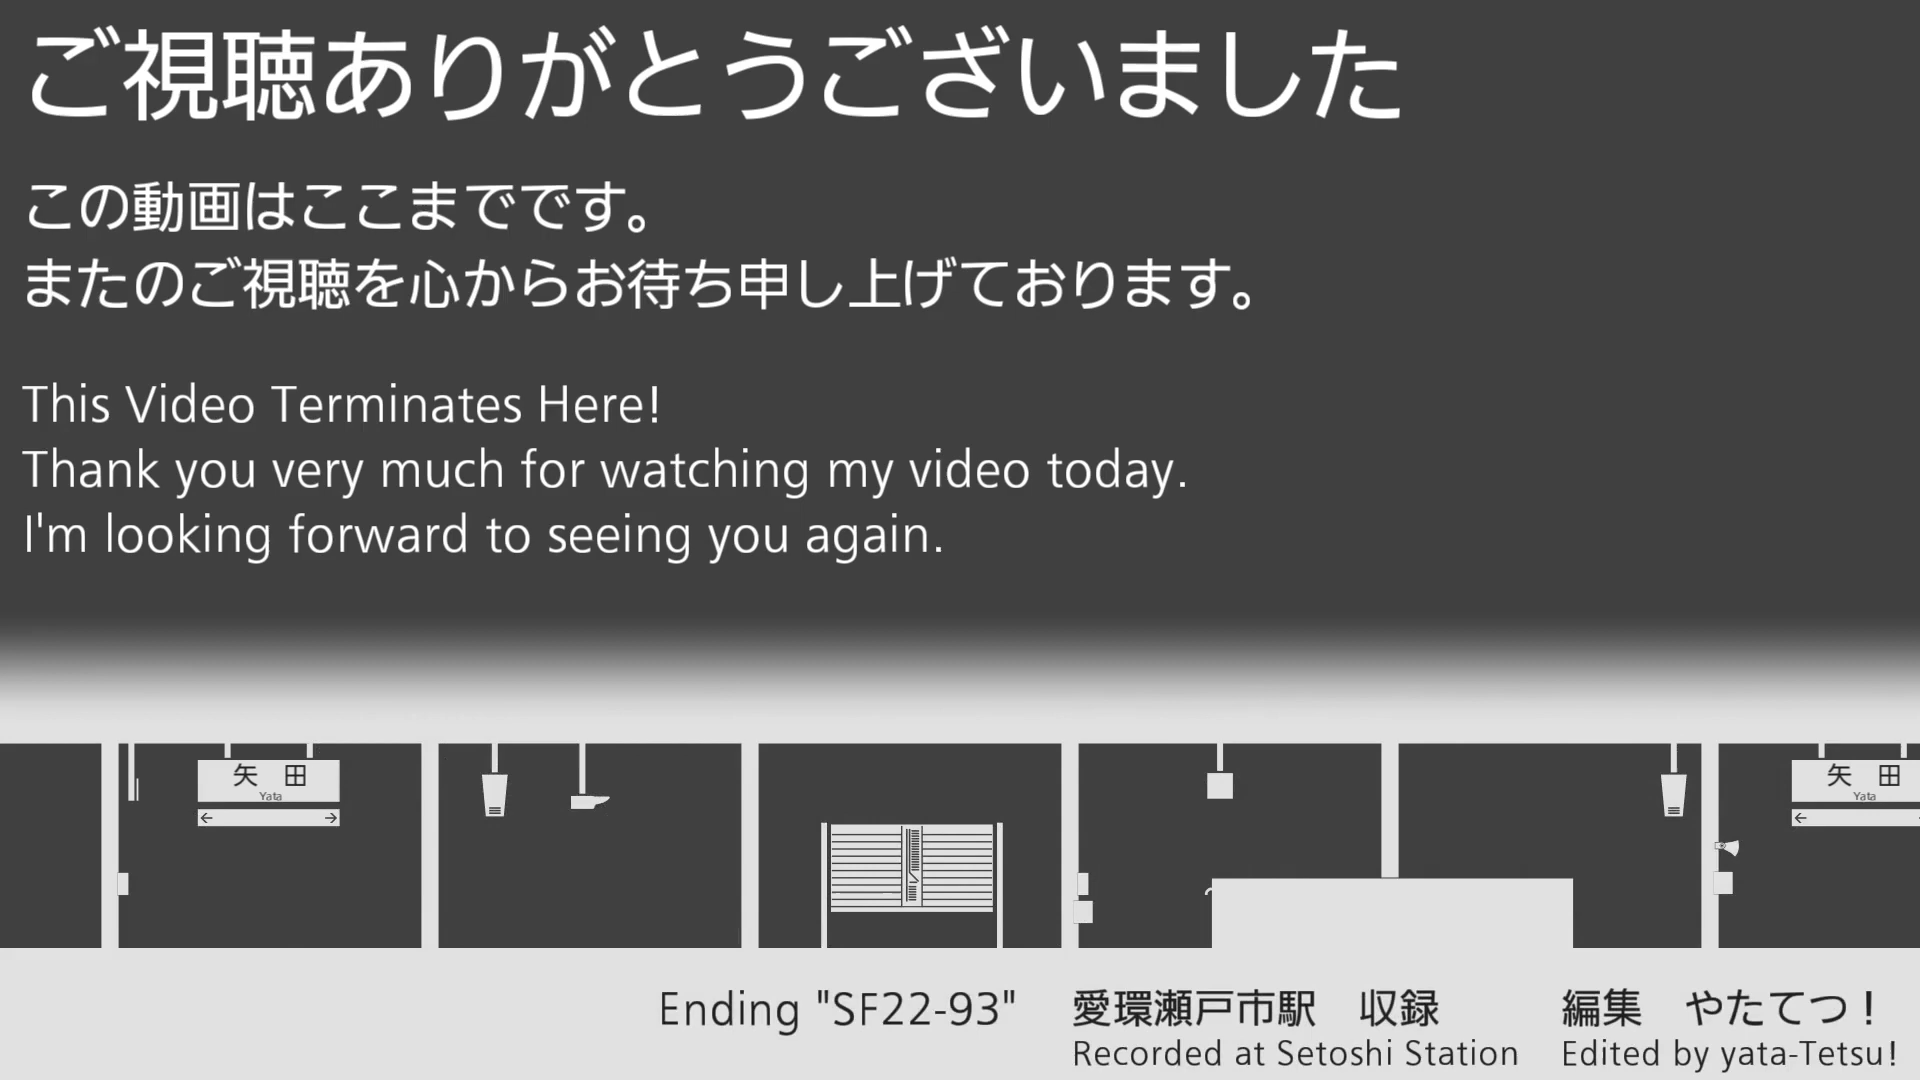 ご視聴ありがとうございました
この動画はここまでです。
またのご視聴を心からお待ち申し上げております。
This Video Terminates Here!
Thank you very much for watching my video today.
I'm looking forward to seeing you again.
矢 田
Yata
← →
矢 田
Yata
←
Ending "SF22-93"
愛環瀬戸市駅　収録
Recorded at Setoshi Station
編集　やたてつ！
Edited by yata-Tetsu!